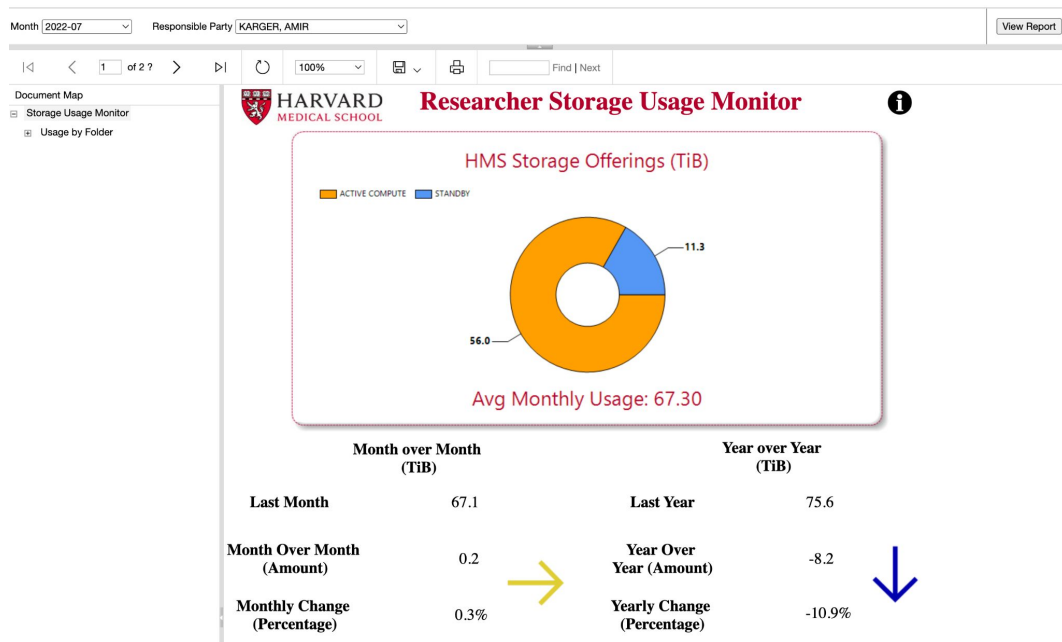 Month 2022-07 Responsible Party KARGER, AMIR View Report
1 of 2 ? 100% Find | Next
Document Map
Storage Usage Monitor
Usage by Folder
HARVARD
MEDICAL SCHOOL
Researcher Storage Usage Monitor
i
HMS Storage Offerings (TiB)
ACTIVE COMPUTE STANDBY
11.3
56.0
Avg Monthly Usage: 67.30
Month over Month
(TiB)
Year over Year
(TiB)
Last Month 67.1 Last Year 75.6
Month Over Month
(Amount) 0.2
Year Over
Year (Amount) -8.2
Monthly Change
(Percentage) 0.3%
Yearly Change
(Percentage) -10.9%